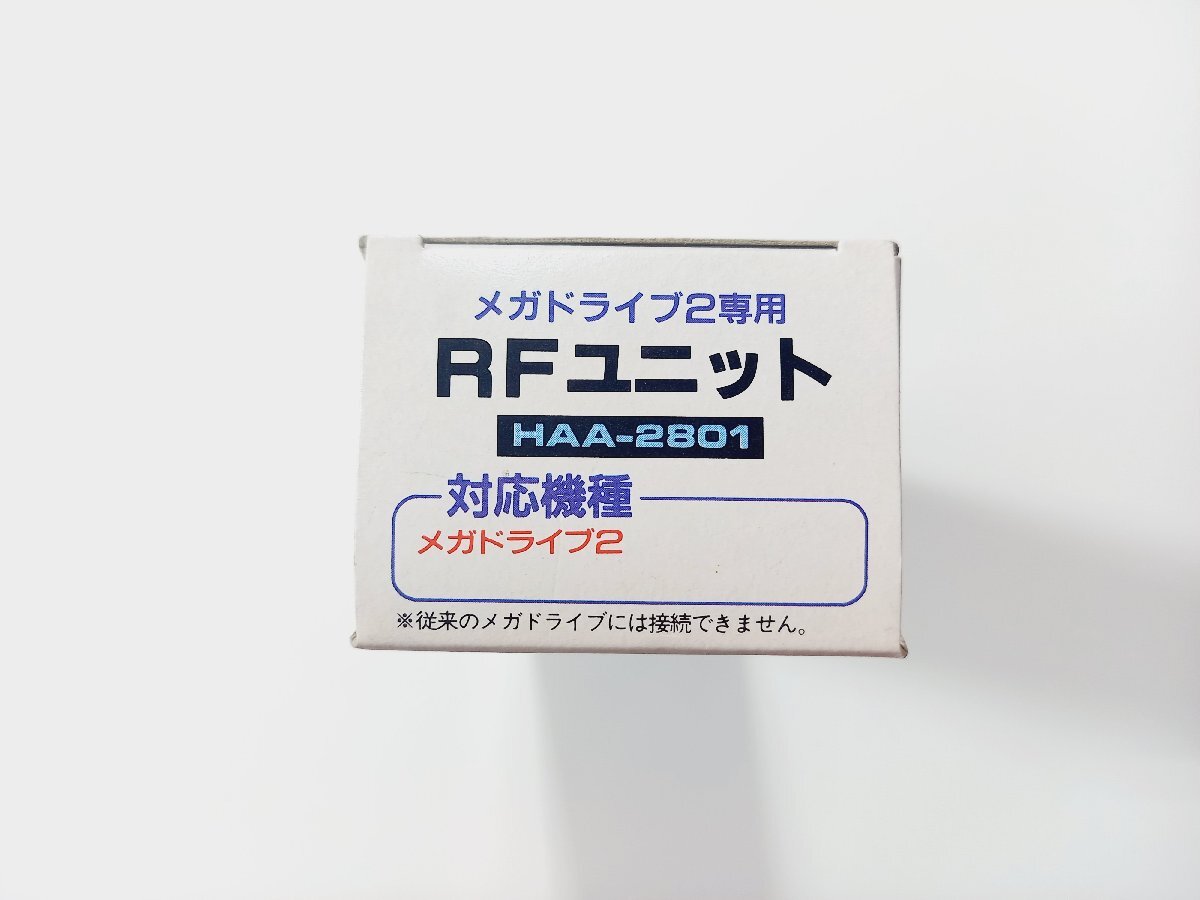 メガドライブ2専用
RFユニット
HAA-2801
対応機種
メガドライブ2
※従来のメガドライブには接続できません。